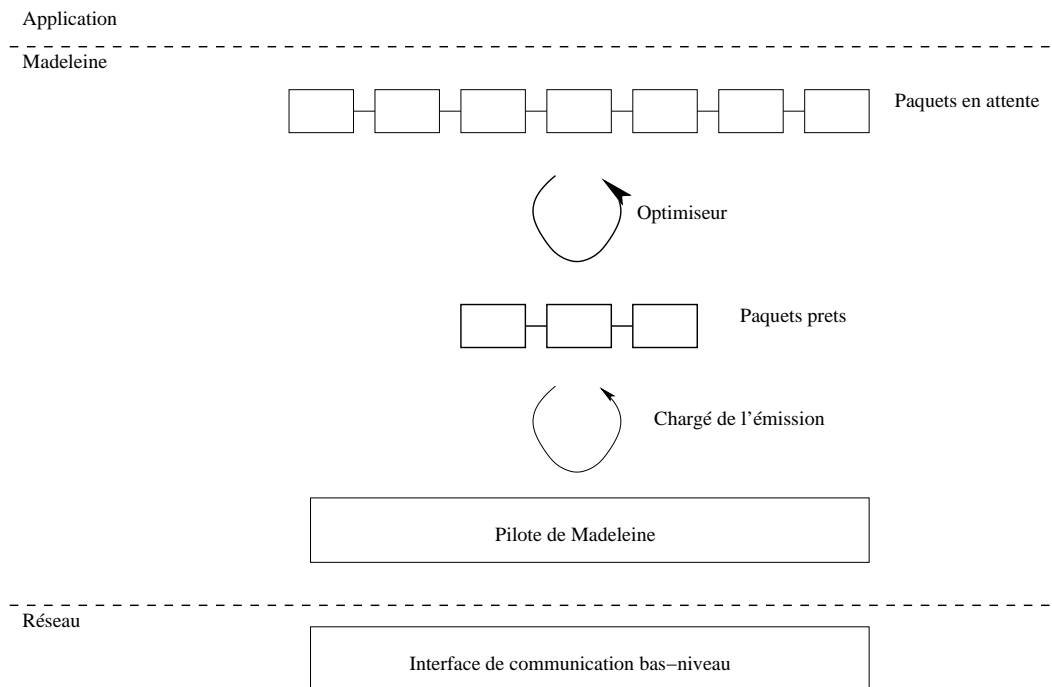 Application
Madeleine
Paquets en attente
Optimiseur
Paquets prets
Chargé de l'émission
Pilote de Madeleine
Réseau
Interface de communication bas−niveau